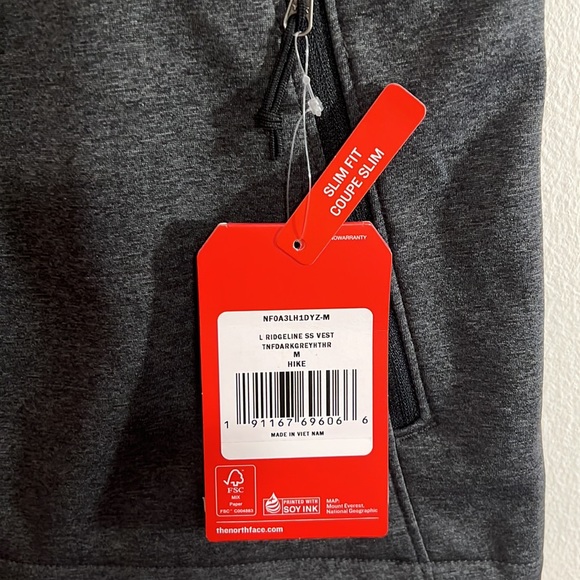 SLIM FIT
COUPE SLIM
NF0A3LH1DYZ-M
L RIDGELINE SS VEST
TNFDARKGREYHTHR
M
HIKE
1 91167 69606 6
MADE IN VIET NAM
FSC
MIX
Paper
PRINTED WITH
SOY INK
MAP:
Mount Everest,
National Geographic
thenorthface.com